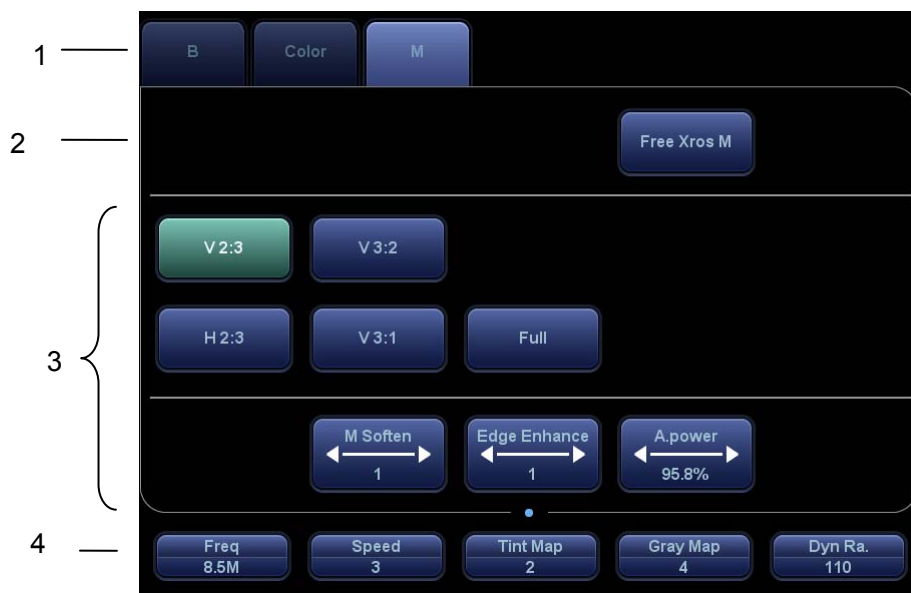 1
B Color M
2
Free Xros M
3
V 2:3 V 3:2
H 2:3 V 3:1 Full
M Soften Edge Enhance A.power
1 1 95.8%
4
Freq Speed Tint Map Gray Map Dyn Ra.
8.5M 3 2 4 110